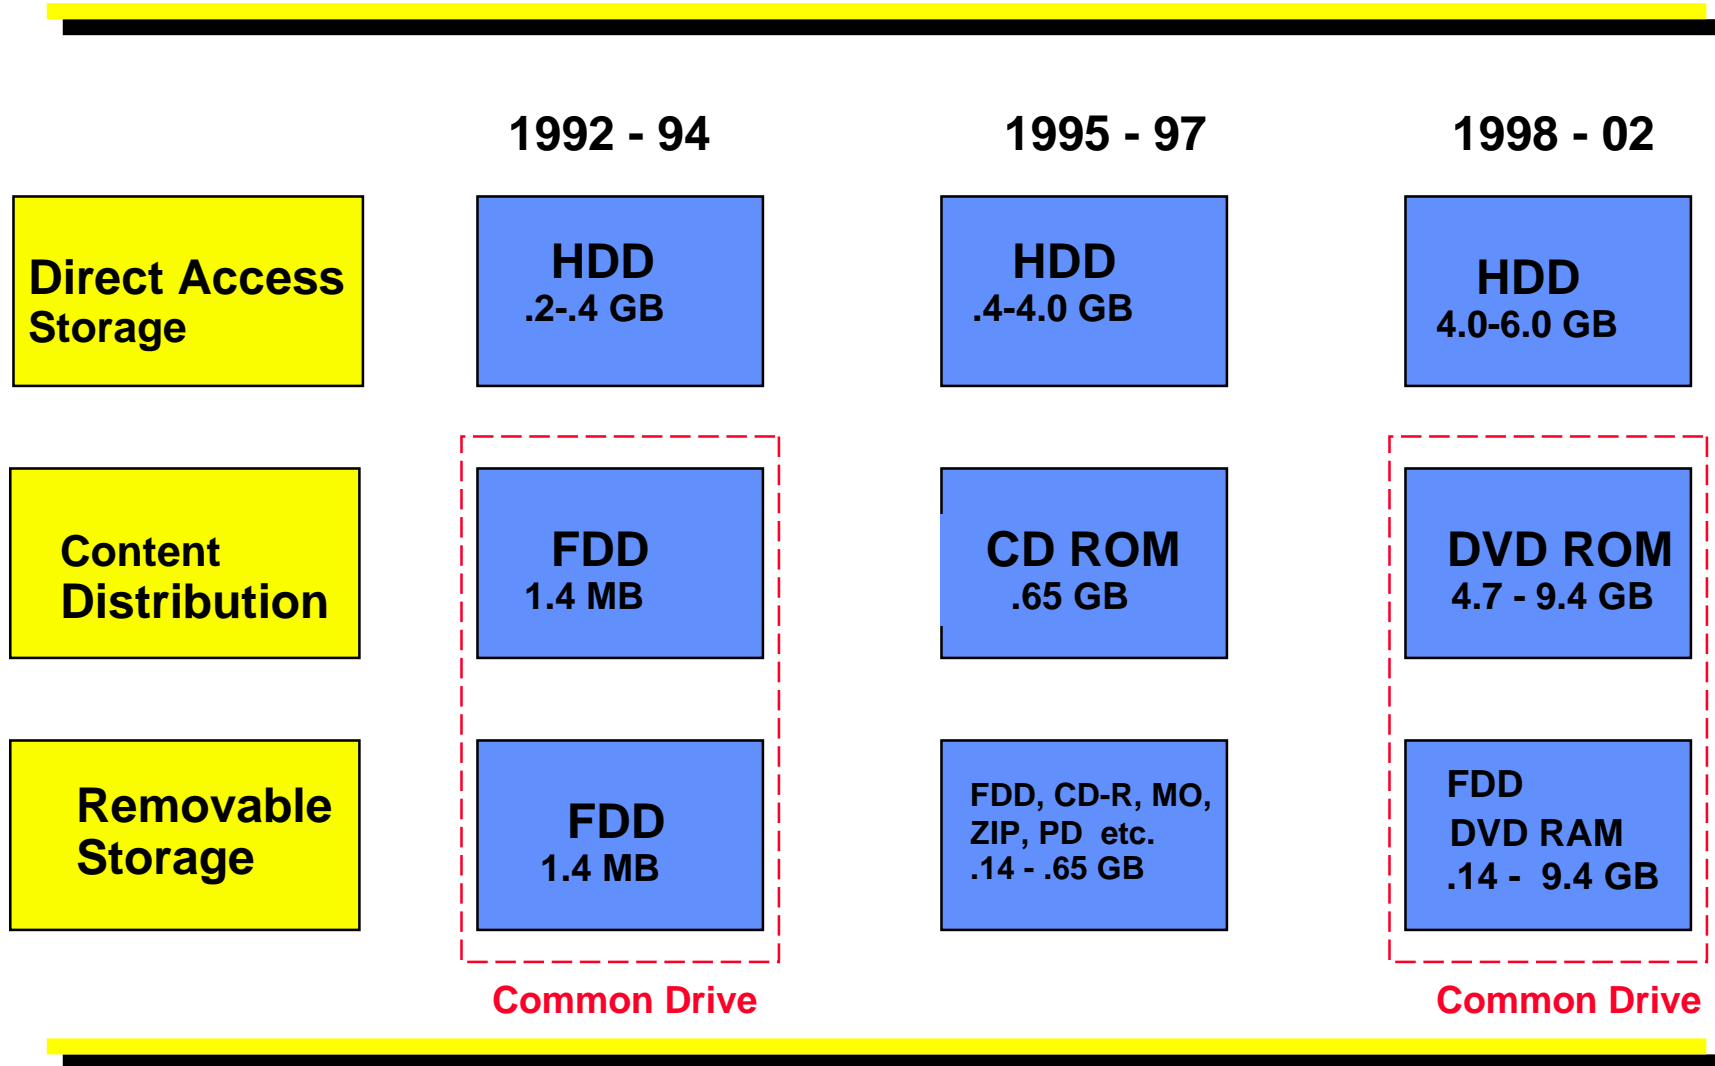 1992 - 94
1995 - 97
1998 - 02
Direct Access
Storage
HDD
.2-.4 GB
HDD
.4-4.0 GB
HDD
4.0-6.0 GB
Content
Distribution
FDD
1.4 MB
CD ROM
.65 GB
DVD ROM
4.7 - 9.4 GB
Removable
Storage
FDD
1.4 MB
FDD, CD-R, MO,
ZIP, PD etc.
.14 - .65 GB
FDD
DVD RAM
.14 - 9.4 GB
Common Drive
Common Drive